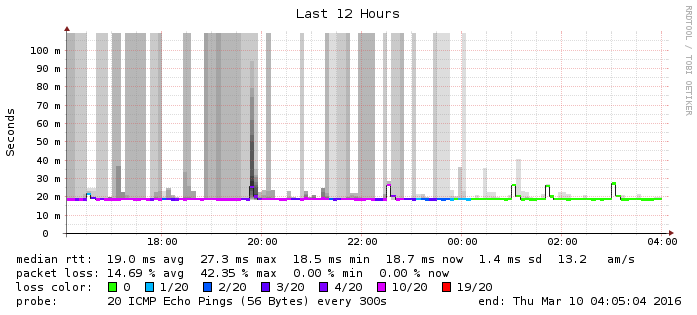 Last 12 Hours
RRDTOOL / TOBI OETIKER
Seconds
100 m
90 m
80 m
70 m
60 m
50 m
40 m
30 m
20 m
10 m
0
18:00 20:00 22:00 00:00 02:00 04:00
median rtt: 19.0 ms avg 27.3 ms max 18.5 ms min 18.7 ms now 1.4 ms sd 13.2 am/s
packet loss: 14.69 % avg 42.35 % max 0.00 % min 0.00 % now
loss color: 0 1/20 2/20 3/20 4/20 10/20 19/20
probe: 20 ICMP Echo Pings (56 Bytes) every 300s end: Thu Mar 10 04:05:04 2016